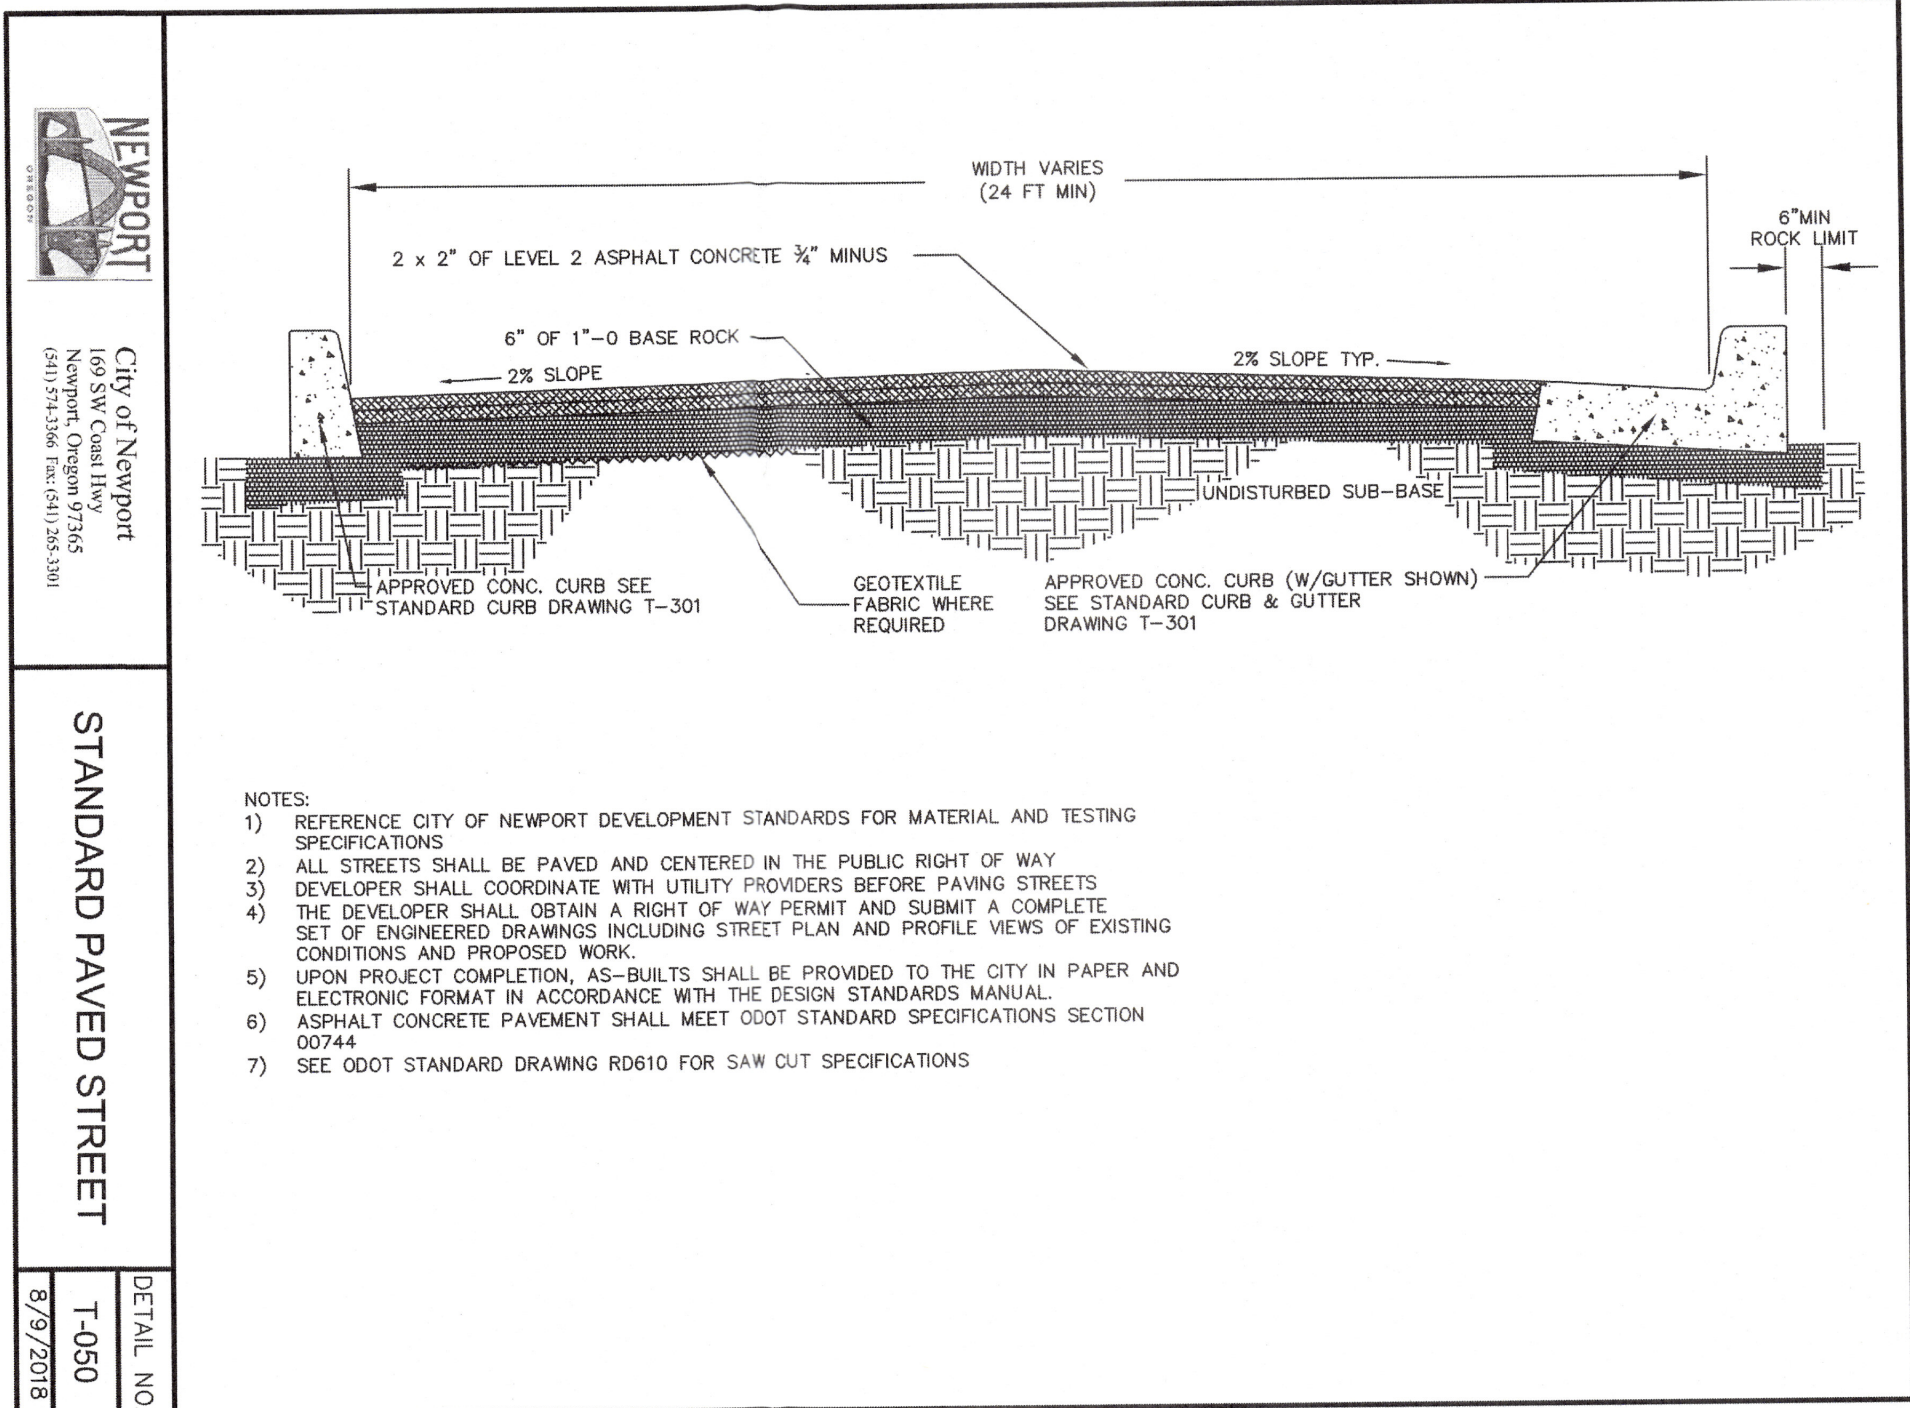 WIDTH VARIES
(24 FT MIN)
6"MIN
ROCK LIMIT
2 x 2" OF LEVEL 2 ASPHALT CONCRETE ¾" MINUS
6" OF 1"-0 BASE ROCK
2% SLOPE
2% SLOPE TYP.
UNDISTURBED SUB-BASE
APPROVED CONC. CURB SEE
STANDARD CURB DRAWING T-301
GEOTEXTILE
FABRIC WHERE
REQUIRED
APPROVED CONC. CURB (W/GUTTER SHOWN)
SEE STANDARD CURB & GUTTER
DRAWING T-301
NOTES:
1) REFERENCE CITY OF NEWPORT DEVELOPMENT STANDARDS FOR MATERIAL AND TESTING
SPECIFICATIONS
2) ALL STREETS SHALL BE PAVED AND CENTERED IN THE PUBLIC RIGHT OF WAY
3) DEVELOPER SHALL COORDINATE WITH UTILITY PROVIDERS BEFORE PAVING STREETS
4) THE DEVELOPER SHALL OBTAIN A RIGHT OF WAY PERMIT AND SUBMIT A COMPLETE
SET OF ENGINEERED DRAWINGS INCLUDING STREET PLAN AND PROFILE VIEWS OF EXISTING
CONDITIONS AND PROPOSED WORK.
5) UPON PROJECT COMPLETION, AS-BUILTS SHALL BE PROVIDED TO THE CITY IN PAPER AND
ELECTRONIC FORMAT IN ACCORDANCE WITH THE DESIGN STANDARDS MANUAL.
6) ASPHALT CONCRETE PAVEMENT SHALL MEET ODOT STANDARD SPECIFICATIONS SECTION
00744
7) SEE ODOT STANDARD DRAWING RD610 FOR SAW CUT SPECIFICATIONS
NEWPORT
OREGON
City of Newport
169 SW Coast Hwy
Newport, Oregon 97365
(541) 574-3366 Fax: (541) 265-3301
STANDARD PAVED STREET
DETAIL NO
T-050
8/9/2018